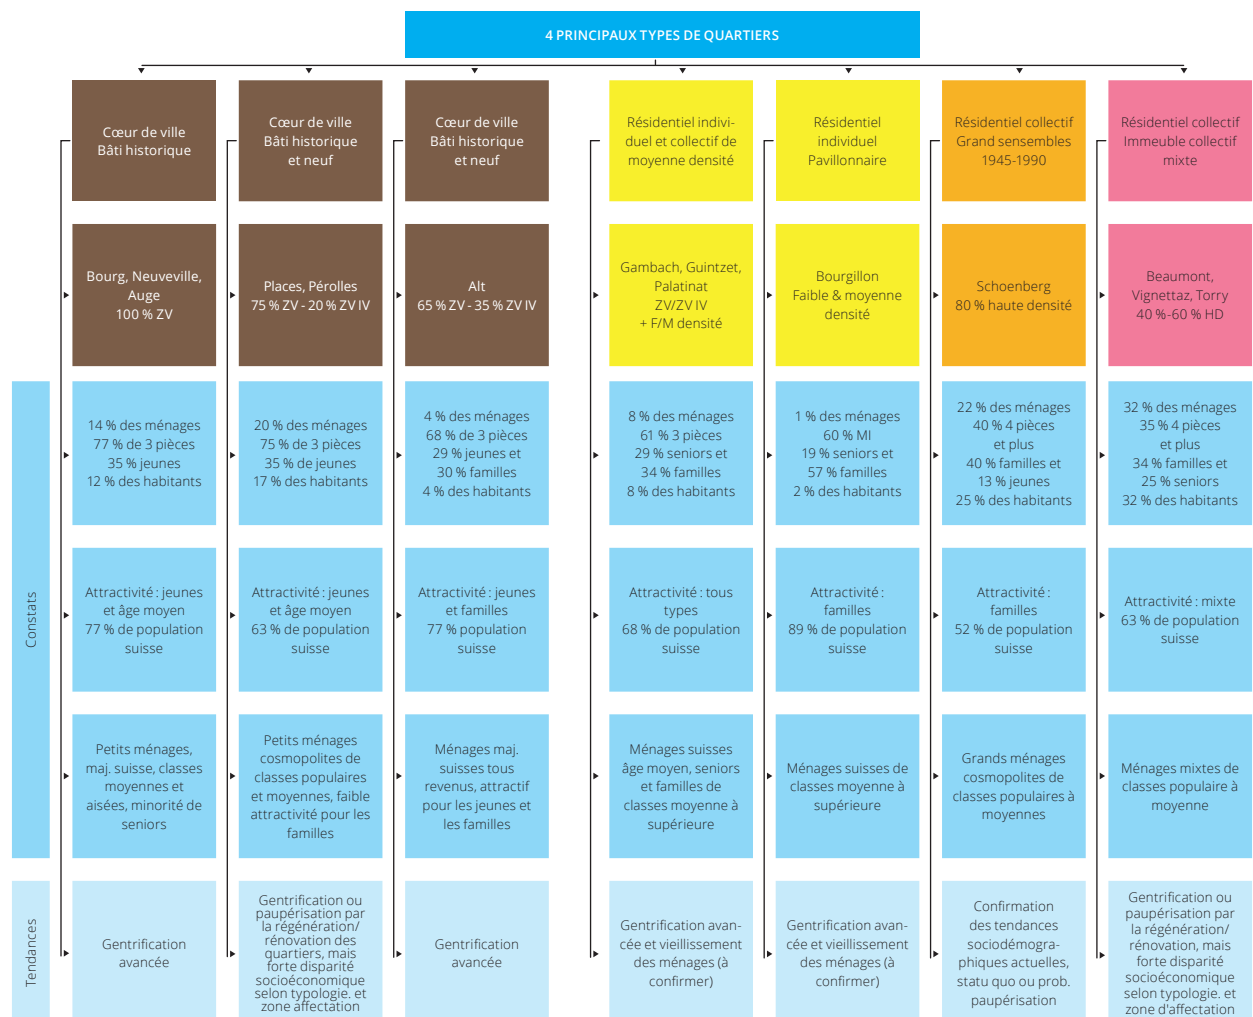 4 PRINCIPAUX TYPES DE QUARTIERS
Cœur de ville
Bâti historique
Cœur de ville
Bâti historique
et neuf
Cœur de ville
Bâti historique
et neuf
Résidentiel indivi-
duel et collectif de
moyenne densité
Résidentiel
individuel
Pavillonnaire
Résidentiel collectif
Grand sensembles
1945-1990
Résidentiel collectif
Immeuble collectif
mixte
Bourg, Neuveville,
Auge
100 % ZV
Places, Pérolles
75 % ZV - 20 % ZV IV
Alt
65 % ZV - 35 % ZV IV
Gambach, Guintzet,
Palatinat
ZV/ZV IV
+ F/M densité
Bourgillon
Faible & moyenne
densité
Schoenberg
80 % haute densité
Beaumont,
Vignettaz, Torry
40 %-60 % HD
Constats
14 % des ménages
77 % de 3 pièces
35 % jeunes
12 % des habitants
20 % des ménages
75 % de 3 pièces
35 % de jeunes
17 % des habitants
4 % des ménages
68 % de 3 pièces
29 % jeunes et
30 % familles
4 % des habitants
8 % des ménages
61 % 3 pièces
29 % seniors et
34 % familles
8 % des habitants
1 % des ménages
60 % MI
19 % seniors et
57 % familles
2 % des habitants
22 % des ménages
40 % 4 pièces
et plus
40 % familles et
13 % jeunes
25 % des habitants
32 % des ménages
35 % 4 pièces
et plus
34 % familles et
25 % seniors
32 % des habitants
Attractivité : jeunes
et âge moyen
77 % de population
suisse
Attractivité : jeunes
et âge moyen
63 % de population
suisse
Attractivité : jeunes
et familles
77 % population
suisse
Attractivité : tous
types
68 % de population
suisse
Attractivité :
familles
89 % de population
suisse
Attractivité :
familles
52 % de population
suisse
Attractivité : mixte
63 % de population
suisse
Petits ménages,
maj. suisse, classes
moyennes et
aisées, minorité de
seniors
Petits ménages
cosmopolites de
classes populaires
et moyennes, faible
attractivité pour les
familles
Ménages maj.
suisses tous
revenus, attractif
pour les jeunes et
les familles
Ménages suisses
âge moyen, seniors
et familles de
classes moyenne à
supérieure
Ménages suisses de
classes moyenne à
supérieure
Grands ménages
cosmopolites de
classes populaires à
moyennes
Ménages mixtes de
classe populaire à
moyenne
Tendances
Gentrification
avancée
Gentrification ou
paupérisation par
la régénération/
rénovation des
quartiers, mais
forte disparité
socioéconomique
selon typologie. et
zone affectation
Gentrification
avancée
Gentrification avan-
cée et vieillissement
des ménages (à
confirmer)
Gentrification avan-
cée et vieillissement
des ménages (à
confirmer)
Confirmation
des tendances
sociodémogra-
phiques actuelles,
statu quo ou prob.
paupérisation
Gentrification ou
paupérisation par
la régénération/
rénovation, mais
forte disparité
socioéconomique
selon typologie. et
zone d'affectation